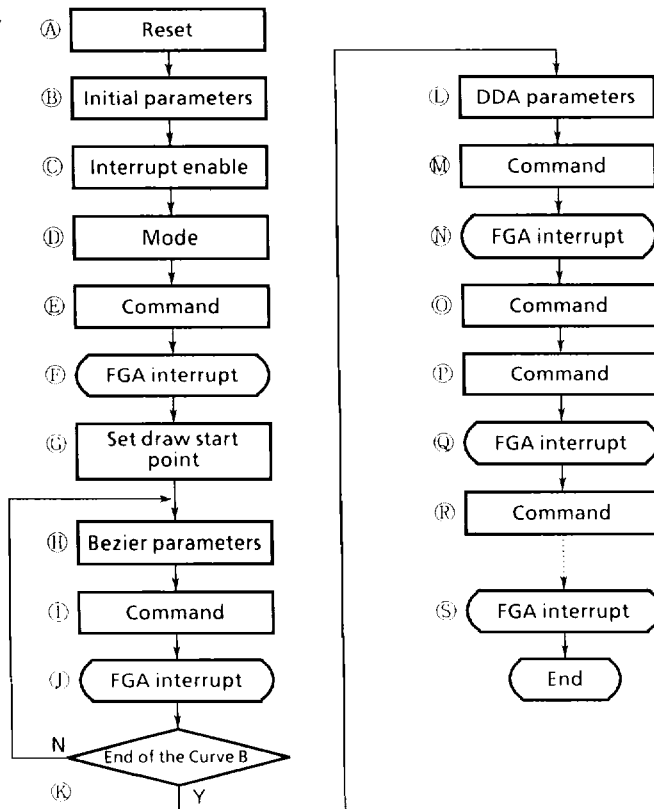 Ⓐ Reset
Ⓑ Initial parameters
Ⓒ Interrupt enable
Ⓓ Mode
Ⓔ Command
Ⓕ FGA interrupt
Ⓖ Set draw start
point
Ⓗ Bezier parameters
Ⓘ Command
Ⓙ FGA interrupt
N End of the Curve B
Ⓚ Y
Ⓛ DDA parameters
Ⓜ Command
Ⓝ FGA interrupt
Ⓞ Command
Ⓟ Command
Ⓠ FGA interrupt
Ⓡ Command
Ⓢ FGA interrupt
End